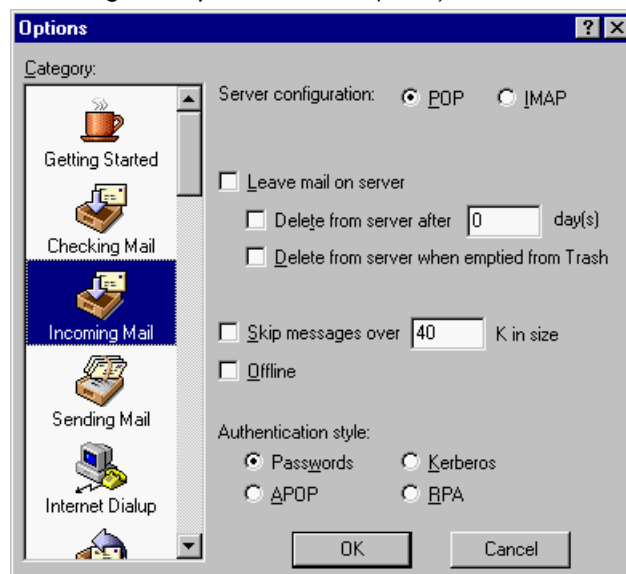 Options
Category:
Getting Started
Checking Mail
Incoming Mail
Sending Mail
Internet Dialup
Server configuration: POP IMAP
Leave mail on server
Delete from server after 0 day(s)
Delete from server when emptied from Trash
Skip messages over 40 K in size
Offline
Authentication style:
Passwords Kerberos
APOP RPA
OK Cancel